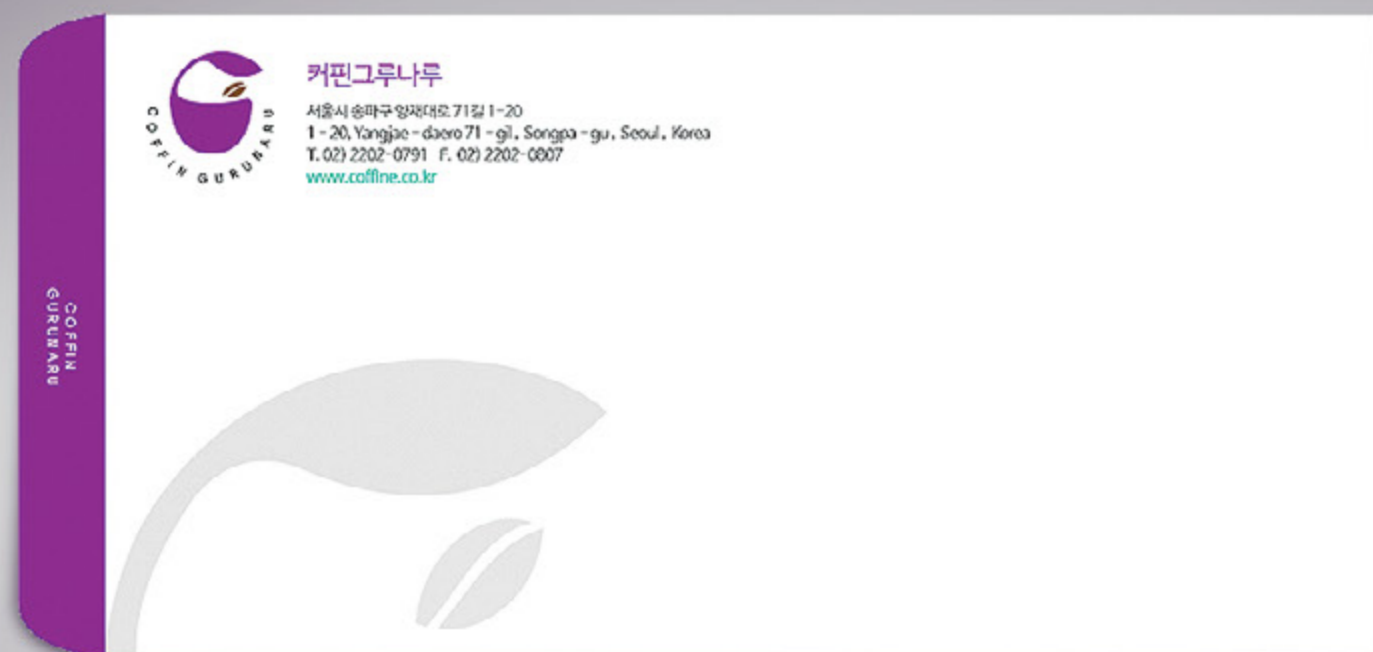 커핀그루나루
서울시 송파구 양재대로 71길 1-20
1-20, Yangjae-daero 71-gil, Songpa-gu, Seoul, Korea
T. 02) 2202-0791 F. 02) 2202-0807
www.coffine.co.kr
COFFIN GURUNARU
COFFIN
GURUNARU